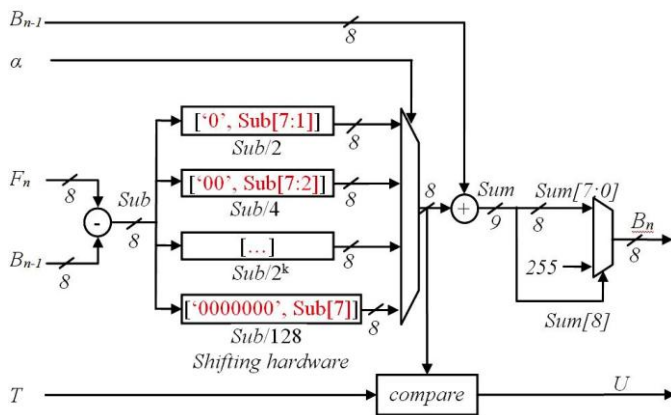 Bn-1
8
α
['0', Sub[7:1]]
8
Sub/2
Fn
8
Sub
8
['00', Sub[7:2]]
8
Sub/4
8
Sum
9
Sum[7:0]
8
Bn
8
-
+
Bn-1
8
[...]
8
Sub/2k
255
['0000000', Sub[7]]
8
Sub/128
Sum[8]
Shifting hardware
T
compare
U